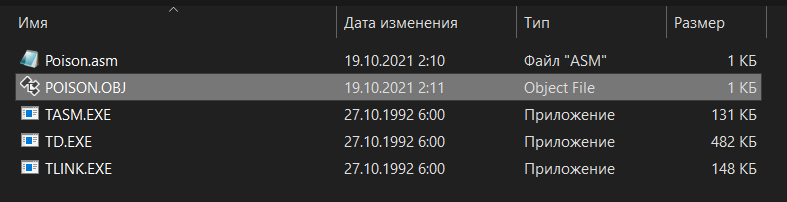 Имя Дата изменения Тип Размер
Poison.asm 19.10.2021 2:10 Файл "ASM" 1 КБ
POISON.OBJ 19.10.2021 2:11 Object File 1 КБ
TASM.EXE 27.10.1992 6:00 Приложение 131 КБ
TD.EXE 27.10.1992 6:00 Приложение 482 КБ
TLINK.EXE 27.10.1992 6:00 Приложение 148 КБ